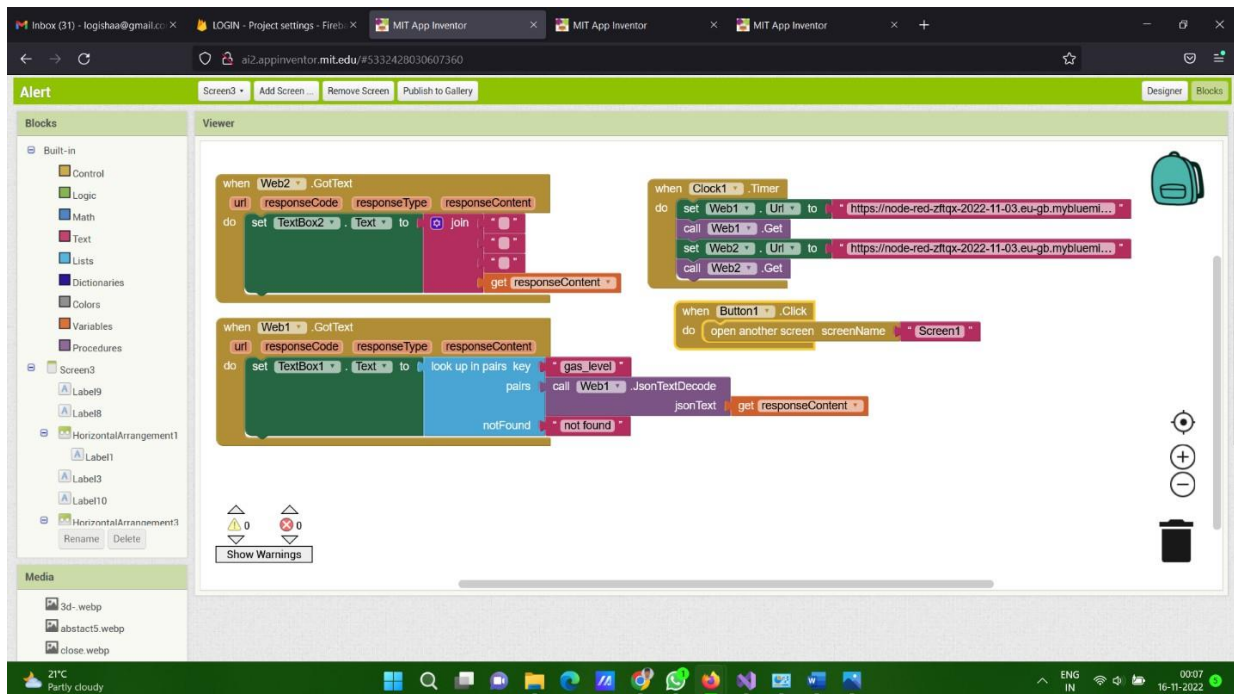 Inbox (31) - logishaa@gmail.co
LOGIN - Project settings - Fireb
MIT App Inventor
MIT App Inventor
MIT App Inventor
ai2.appinventor.mit.edu/#5332428030607360
Alert
Screen3
Add Screen ...
Remove Screen
Publish to Gallery
Designer
Blocks
Blocks
Viewer
Built-in
Control
Logic
Math
Text
Lists
Dictionaries
Colors
Variables
Procedures
Screen3
Label9
Label8
HorizontalArrangement1
Label1
Label3
Label10
HorizontalArrangement3
Rename Delete
Media
3d-.webp
abstact5.webp
close.webp
when Web2 .GotText
url responseCode responseType responseContent
do set TextBox2 . Text to join " "
" "
" "
get responseContent
when Web1 .GotText
url responseCode responseType responseContent
do set TextBox1 . Text to look up in pairs key " gas_level "
pairs call Web1 .JsonTextDecode
jsonText get responseContent
notFound " not found "
when Clock1 .Timer
do set Web1 . Url to " https://node-red-zftqx-2022-11-03.eu-gb.mybluemi... "
call Web1 .Get
set Web2 . Url to " https://node-red-zftqx-2022-11-03.eu-gb.mybluemi... "
call Web2 .Get
when Button1 .Click
do open another screen screenName " Screen1 "
0 0
Show Warnings
21°C
Partly cloudy
ENG
IN
00:07
16-11-2022
5